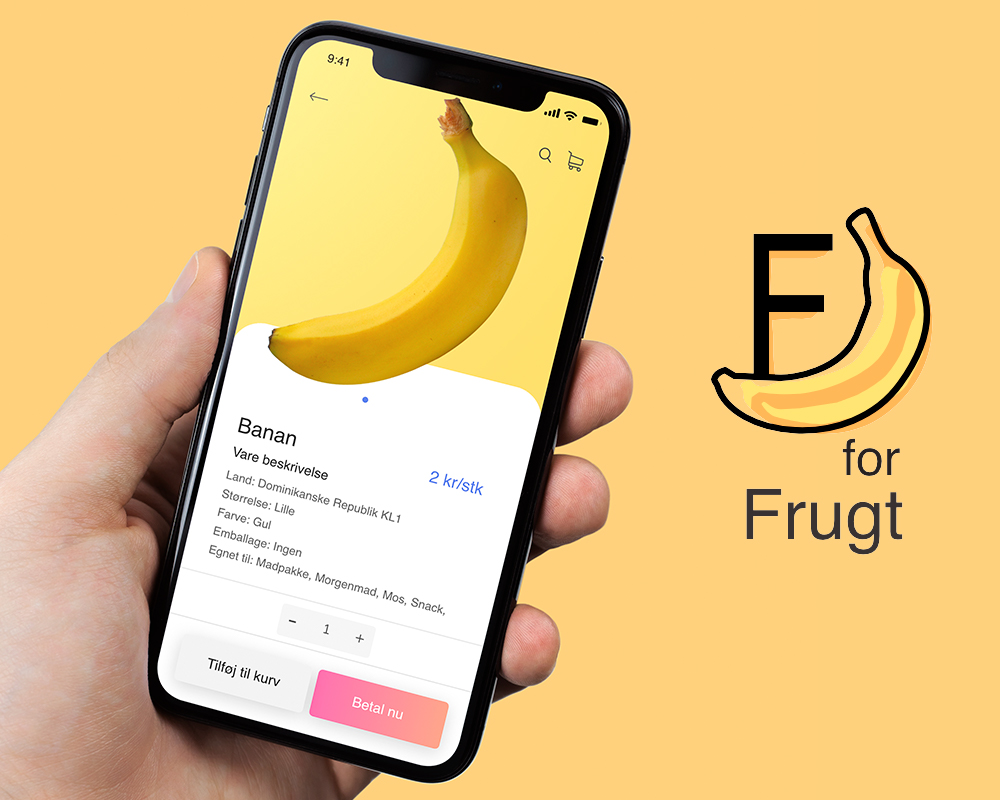 9:41
Banan
Vare beskrivelse
2 kr/stk
Land: Dominikanske Republik KL1
Størrelse: Lille
Farve: Gul
Emballage: Ingen
Egnet til: Madpakke, Morgenmad, Mos, Snack,
− 1 +
Tilføj til kurv
Betal nu
F
for
Frugt